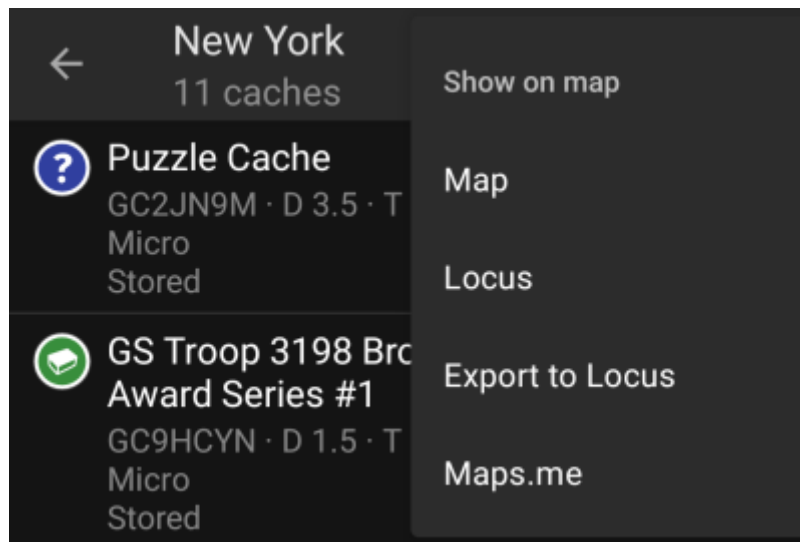 New York
11 caches
Puzzle Cache
GC2JN9M · D 3.5 · T
Micro
Stored
GS Troop 3198 Bro
Award Series #1
GC9HCYN · D 1.5 · T
Micro
Stored
Show on map
Map
Locus
Export to Locus
Maps.me